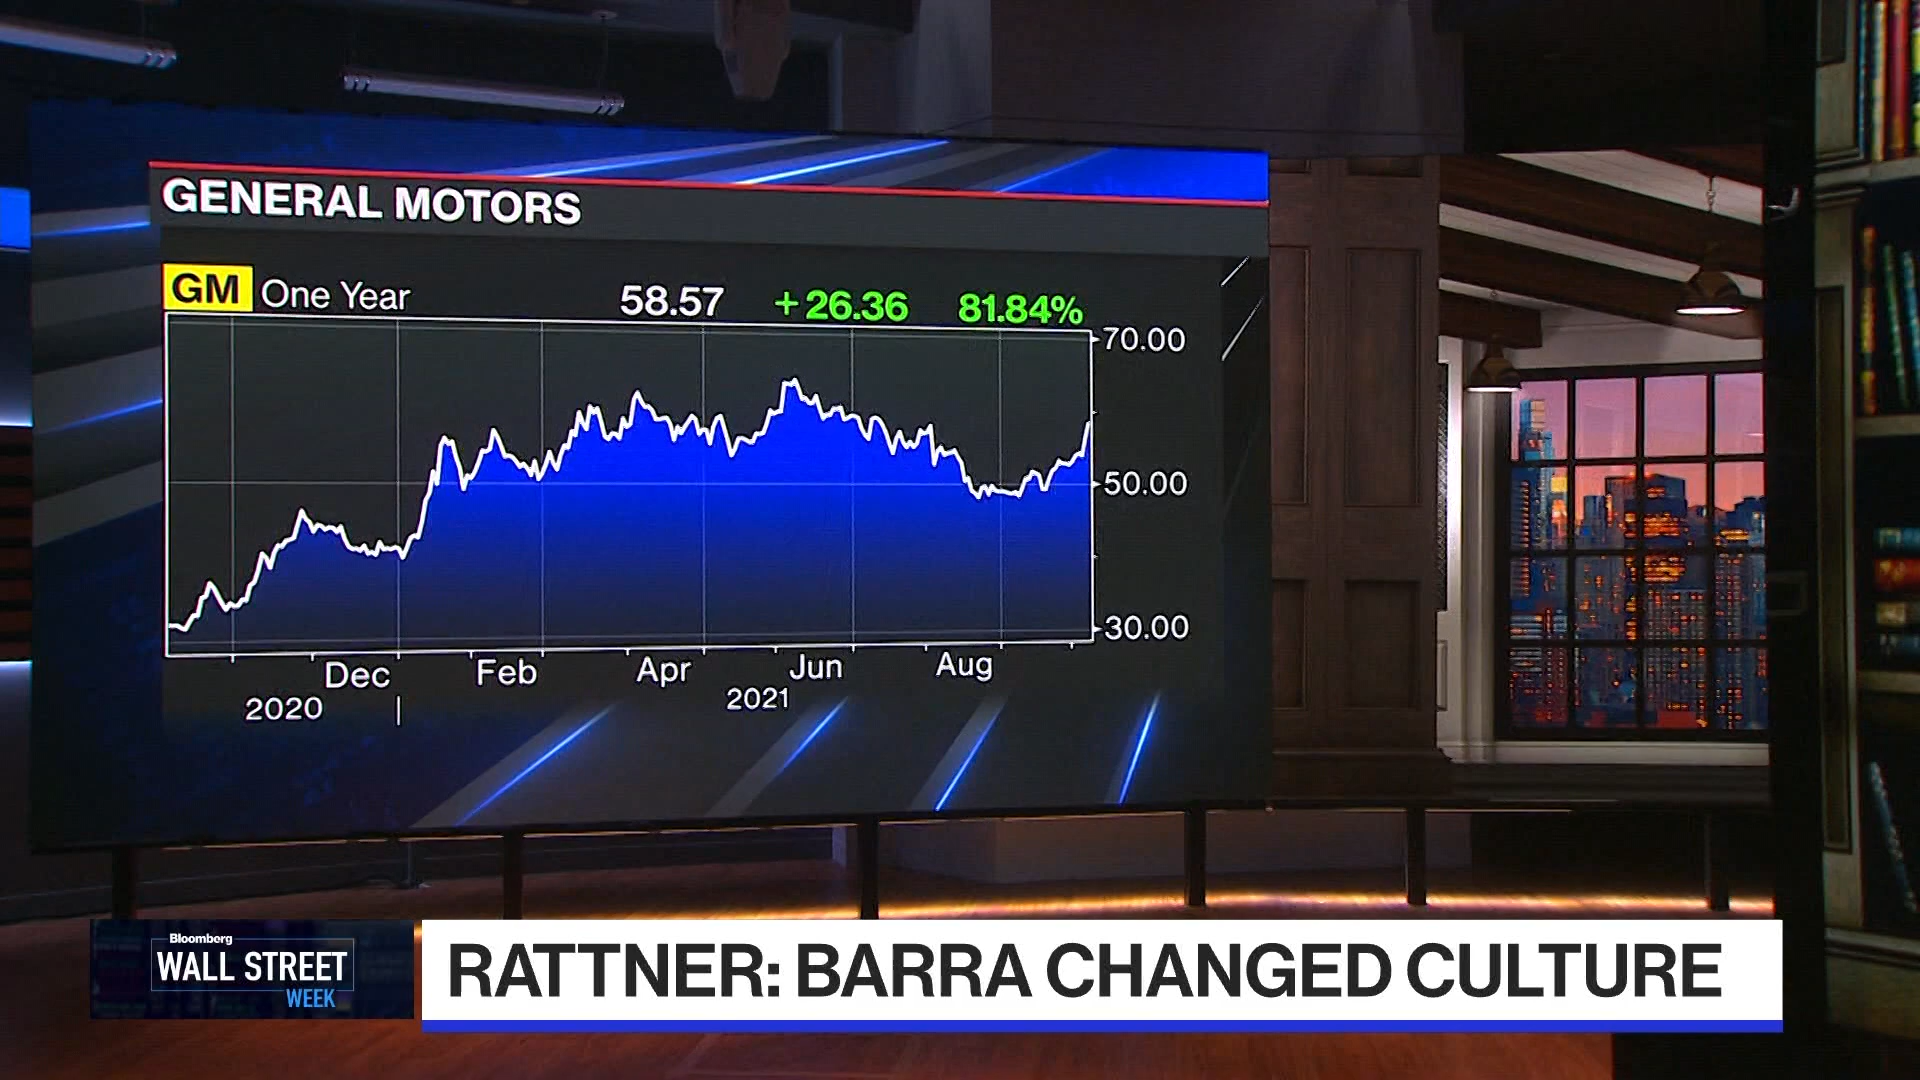 GENERAL MOTORS
GM One Year 58.57 +26.36 81.84%
70.00
50.00
30.00
Dec Feb Apr Jun Aug
2020 2021
Bloomberg
WALL STREET
WEEK
RATTNER: BARRA CHANGED CULTURE